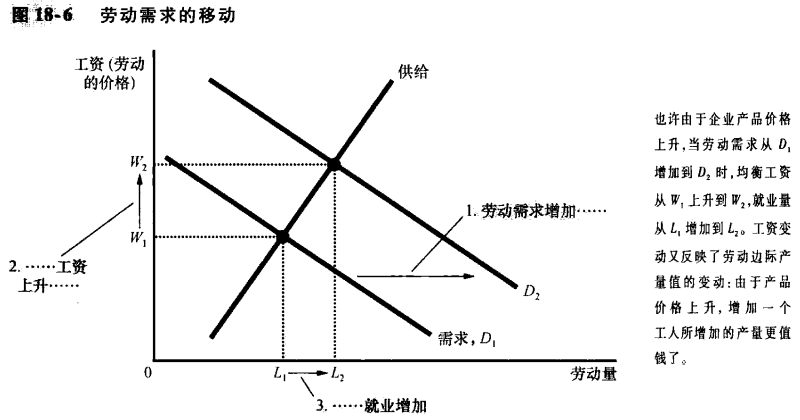 图 18-6 劳动需求的移动
工资(劳动
的价格)
供给
W₂
W₁
1. 劳动需求增加……
2. ……工资
上升……
D₂
需求, D₁
0
L₁
L₂
劳动量
3. ……就业增加
也许由于企业产品价格
上升,当劳动需求从 D₁
增加到 D₂ 时,均衡工资
从 W₁ 上升到 W₂,就业量
从 L₁ 增加到 L₂。工资变
动又反映了劳动边际产
量值的变动:由于产品
价格上升,增加一个
工人所增加的产量更值
钱了。